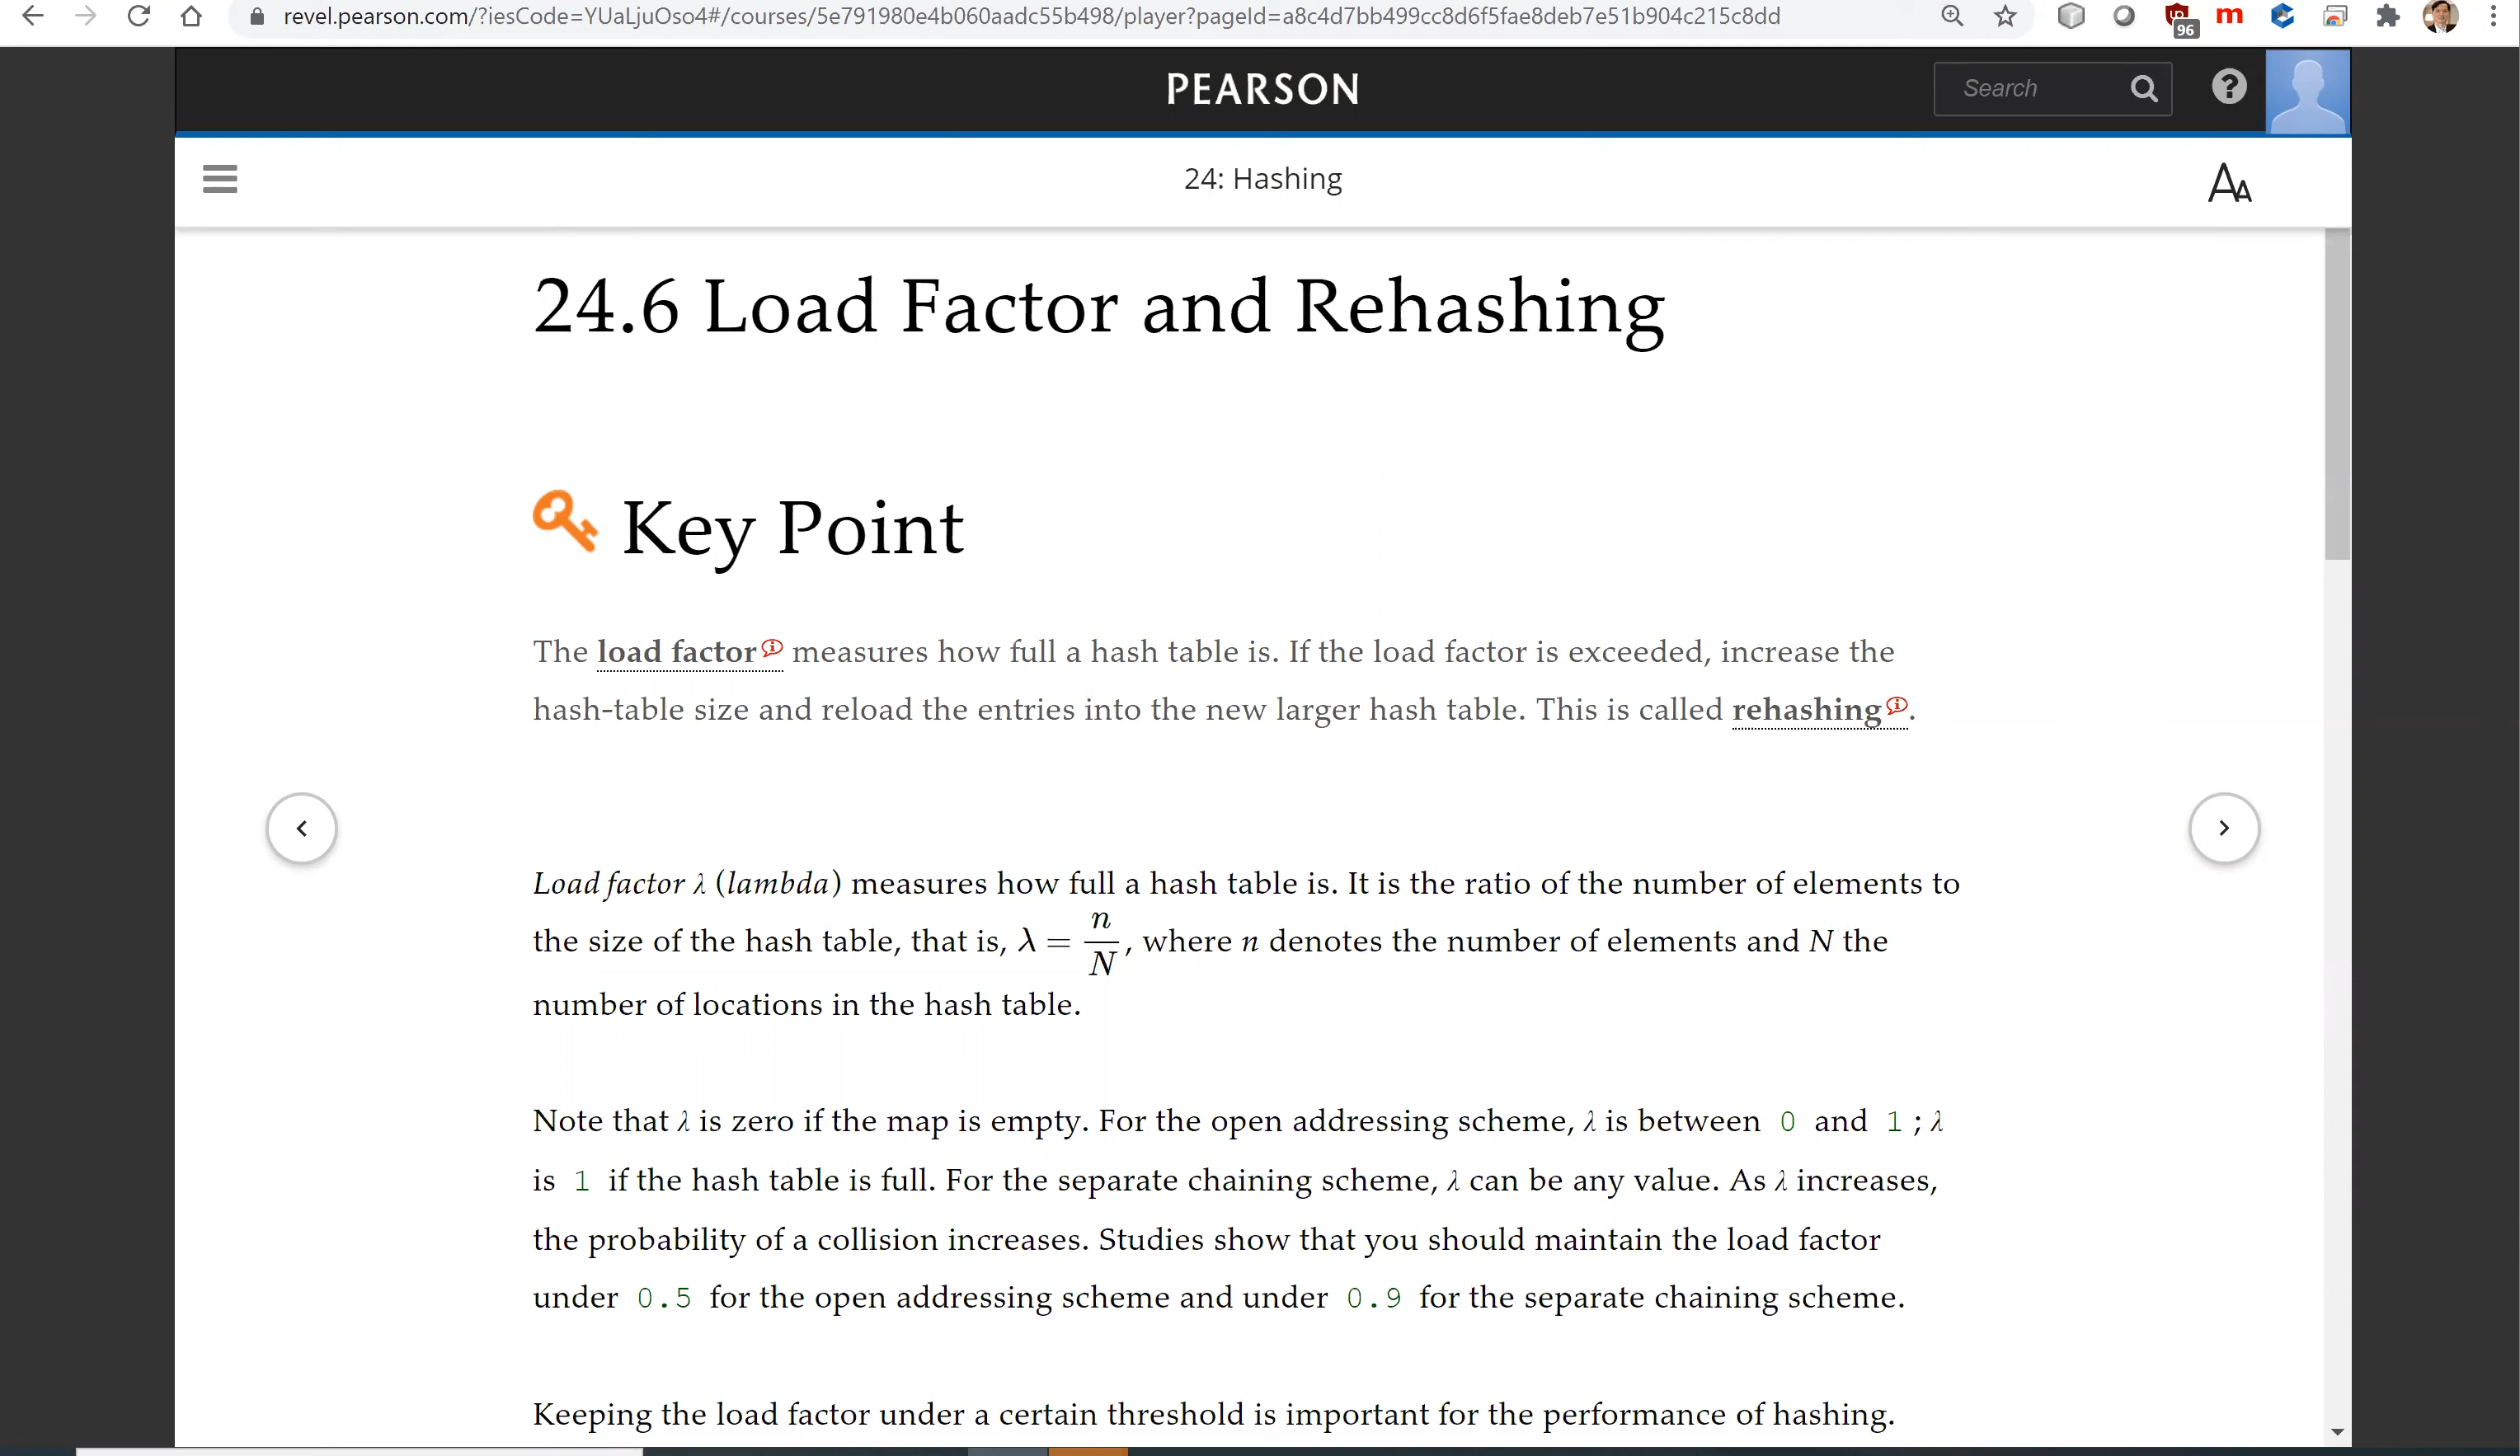 revel.pearson.com/?iesCode=YUaLjuOso4#/courses/5e791980e4b060aadc55b498/player?pageId=a8c4d7bb499cc8d6f5fae8deb7e51b904c215c8dd
96
m
PEARSON
Search
24: Hashing
AA
24.6 Load Factor and Rehashing
Key Point
The load factor measures how full a hash table is. If the load factor is exceeded, increase the
hash-table size and reload the entries into the new larger hash table. This is called rehashing.
Load factor λ (lambda) measures how full a hash table is. It is the ratio of the number of elements to
the size of the hash table, that is, λ = n/N, where n denotes the number of elements and N the
number of locations in the hash table.
Note that λ is zero if the map is empty. For the open addressing scheme, λ is between 0 and 1; λ
is 1 if the hash table is full. For the separate chaining scheme, λ can be any value. As λ increases,
the probability of a collision increases. Studies show that you should maintain the load factor
under 0.5 for the open addressing scheme and under 0.9 for the separate chaining scheme.
Keeping the load factor under a certain threshold is important for the performance of hashing.